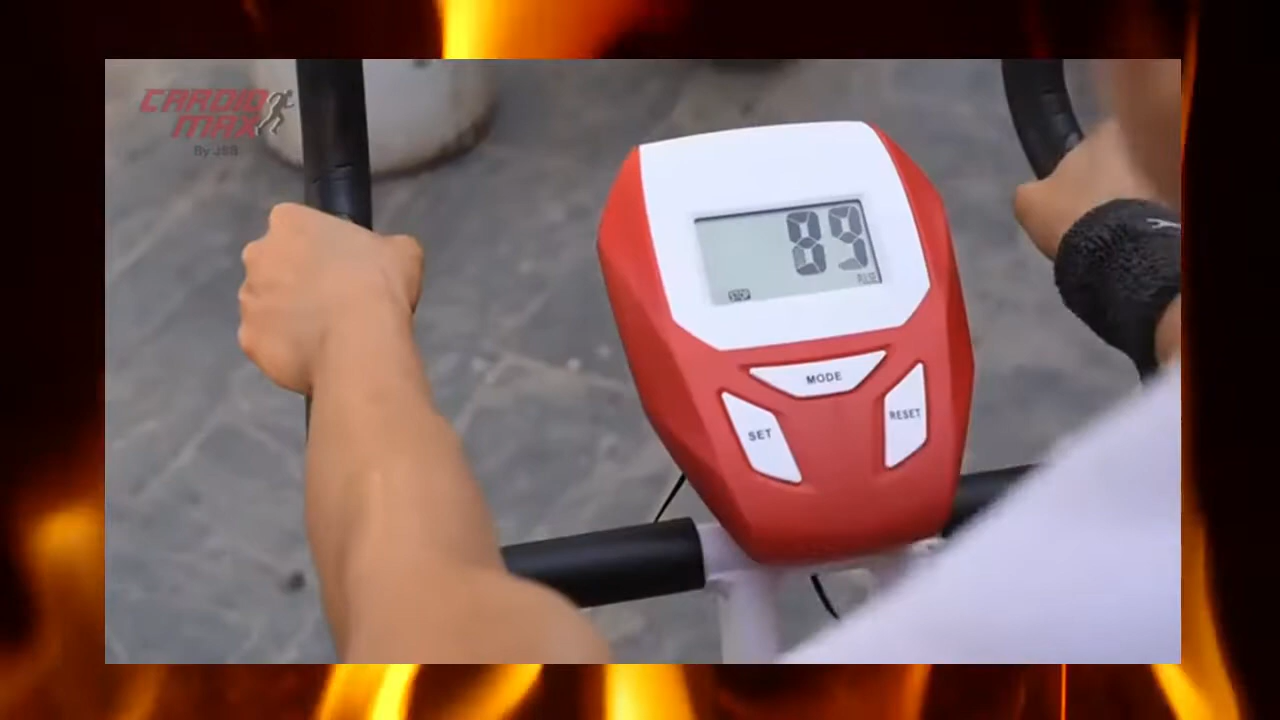 CARDIO
MAX
By JSB
89
PULSE
STOP
MODE
SET
RESET